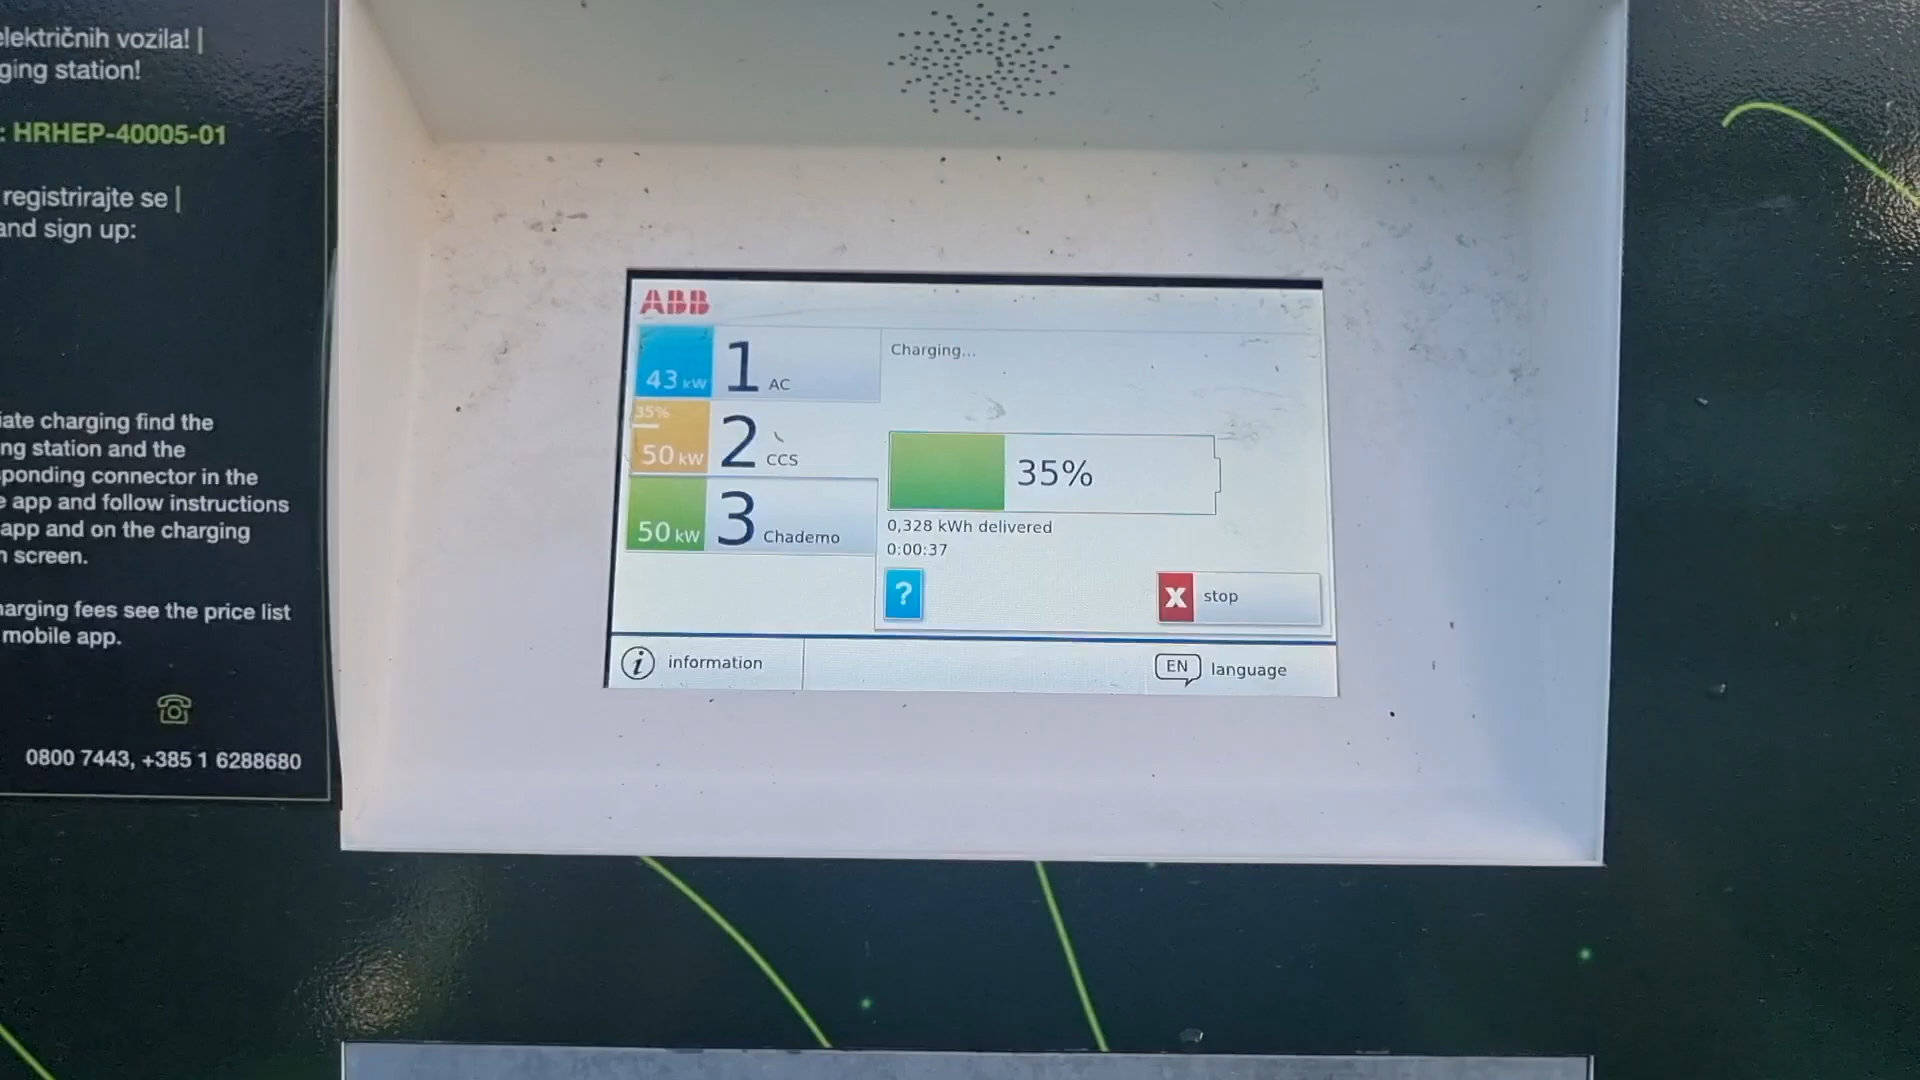 električnih vozila! |
ging station!
: HRHEP-40005-01
registrirajte se |
and sign up:
iate charging find the
ng station and the
ponding connector in the
e app and follow instructions
app and on the charging
n screen.
harging fees see the price list
mobile app.
0800 7443, +385 1 6288680
ABB
43 kW 1 AC
35%
50 kW 2 CCS
50 kW 3 Chademo
Charging...
35%
0,328 kWh delivered
0:00:37
?
X stop
i information
EN language